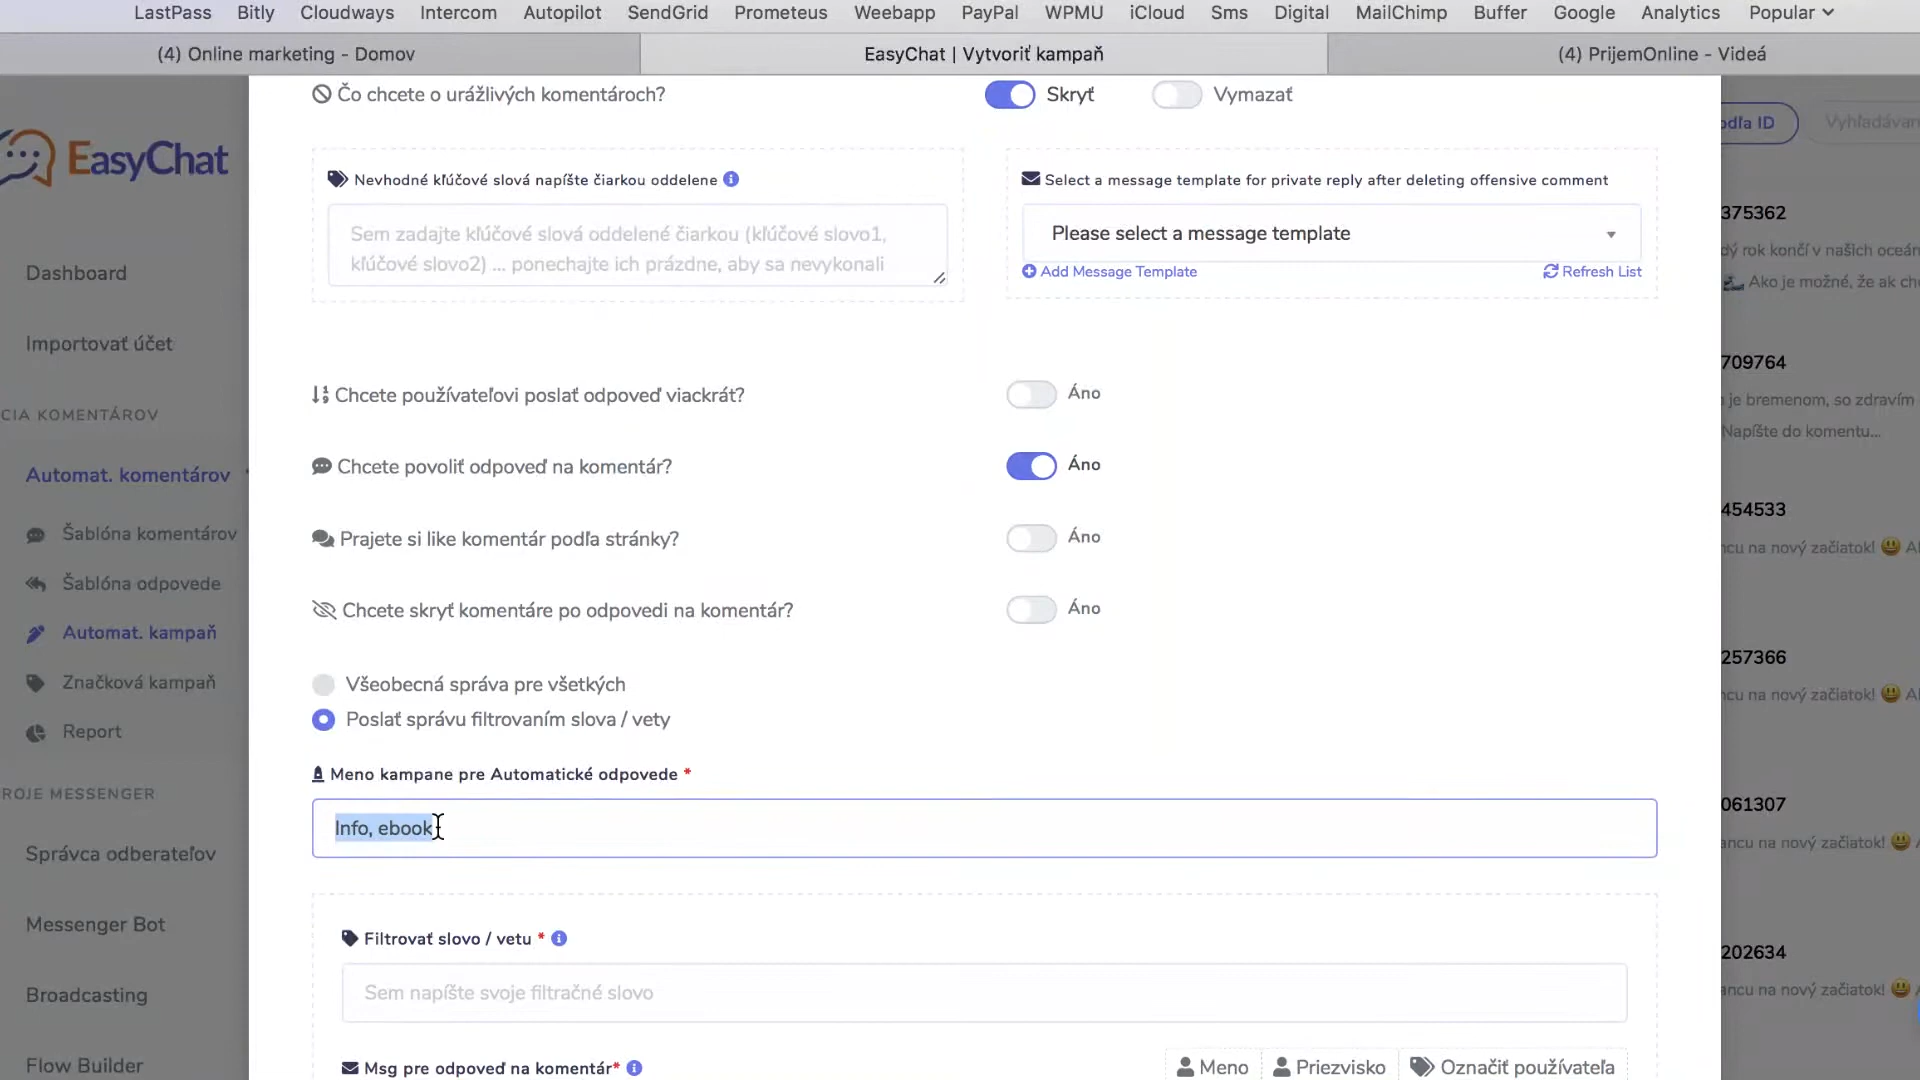 LastPass Bitly Cloudways Intercom Autopilot SendGrid Prometeus Weebapp PayPal WPMU iCloud Sms Digital MailChimp Buffer Google Analytics Popular
(4) Online marketing - Domov
EasyChat | Vytvoriť kampaň
(4) PrijemOnline - Videá
EasyChat
Dashboard
Importovať účet
CIA KOMENTÁROV
Automat. komentárov
Šablóna komentárov
Šablóna odpovede
Automat. kampaň
Značková kampaň
Report
ROJE MESSENGER
Správca odberateľov
Messenger Bot
Broadcasting
Flow Builder
Čo chcete o urážlivých komentároch?
Skryť
Vymazať
Nevhodné kľúčové slová napíšte čiarkou oddelene
Sem zadajte kľúčové slová oddelené čiarkou (kľúčové slovo1,
kľúčové slovo2) ... ponechajte ich prázdne, aby sa nevykonali
Select a message template for private reply after deleting offensive comment
Please select a message template
Add Message Template
Refresh List
Chcete používateľovi poslať odpoveď viackrát?
Áno
Chcete povoliť odpoveď na komentár?
Áno
Prajete si like komentár podľa stránky?
Áno
Chcete skryť komentáre po odpovedi na komentár?
Áno
Všeobecná správa pre všetkých
Poslať správu filtrovaním slova / vety
Meno kampane pre Automatické odpovede *
Info, ebook
Filtrovať slovo / vetu *
Sem napíšte svoje filtračné slovo
Msg pre odpoveď na komentár*
Meno
Priezvisko
Označiť používateľa
odľa ID
Vyhľadávan
375362
dý rok končí v našich oceán
Ako je možné, že ak ch
709764
je bremenom, so zdravím
Napíšte do komentu...
454533
ncu na nový začiatok! 😃 A
257366
ncu na nový začiatok! 😃 A
061307
ancu na nový začiatok! 😃
202634
ancu na nový začiatok! 😃